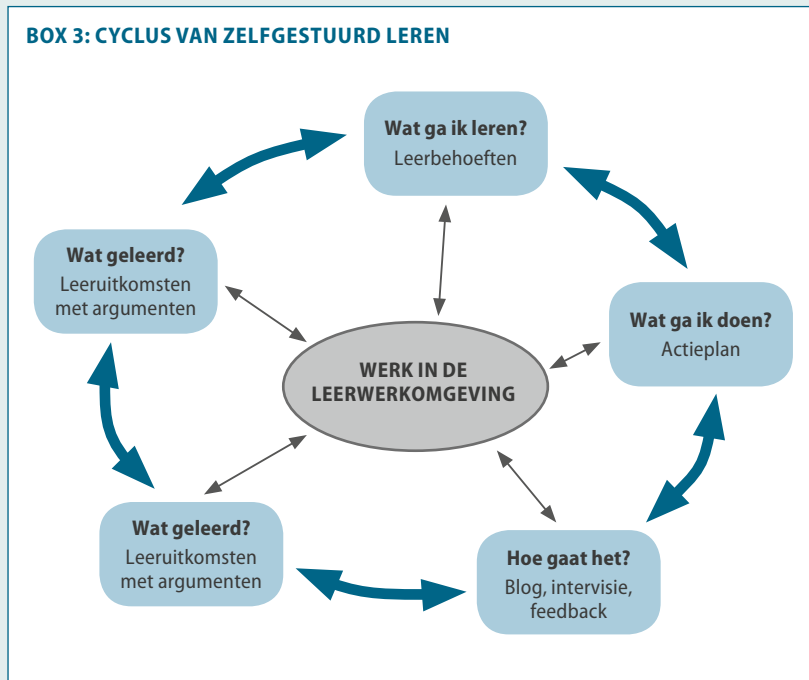 BOX 3: CYCLUS VAN ZELFGESTUURD LEREN
Wat ga ik leren?
Leerbehoeften
Wat ga ik doen?
Actieplan
Hoe gaat het?
Blog, intervisie,
feedback
Wat geleerd?
Leeruitkomsten
met argumenten
Wat geleerd?
Leeruitkomsten
met argumenten
WERK IN DE
LEERWERKOMGEVING